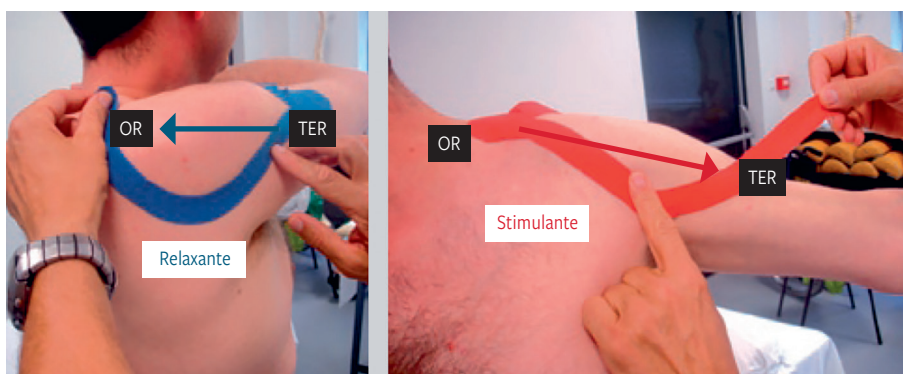 OR
TER
Relaxante
OR
TER
Stimulante